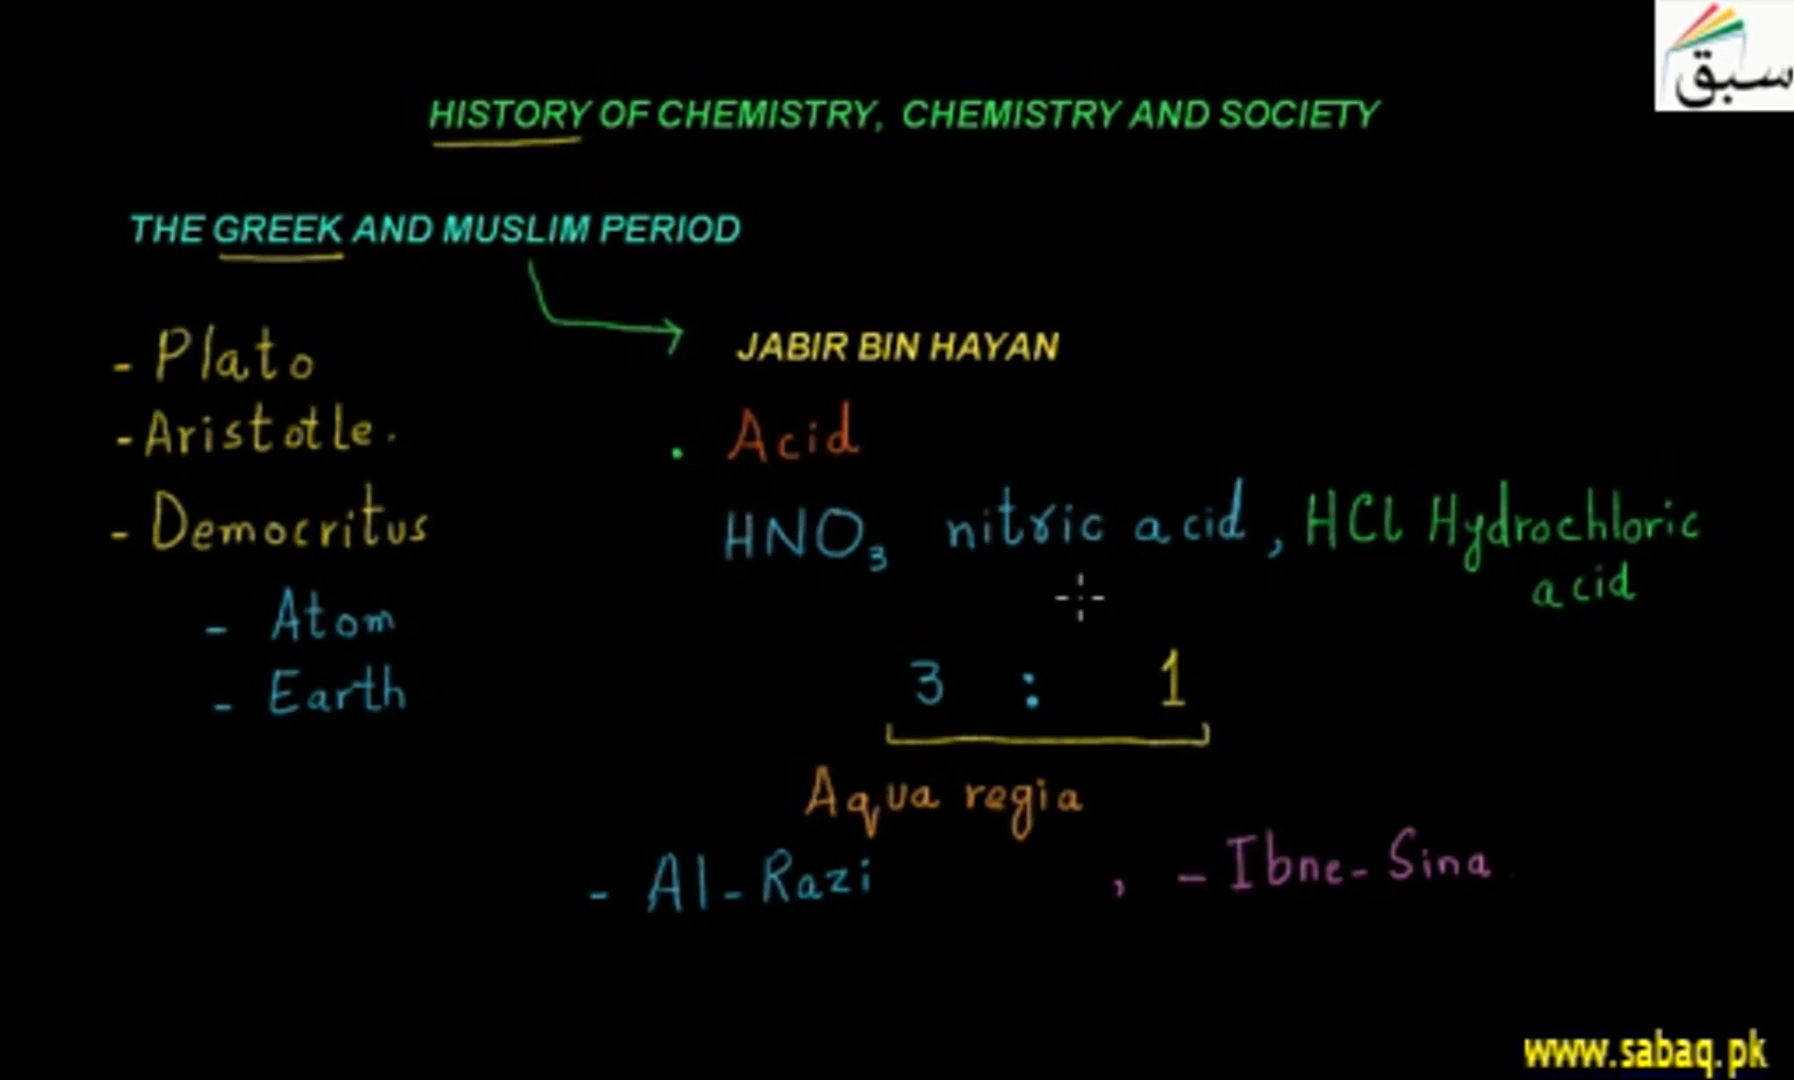 سبق
HISTORY OF CHEMISTRY, CHEMISTRY AND SOCIETY
THE GREEK AND MUSLIM PERIOD
- Plato
- Aristotle.
- Democritus
- Atom
- Earth
JABIR BIN HAYAN
. Acid
HNO₃ nitric acid, HCl Hydrochloric
acid
3 : 1
Aqua regia
- Al-Razi , - Ibne-Sina
www.sabaq.pk